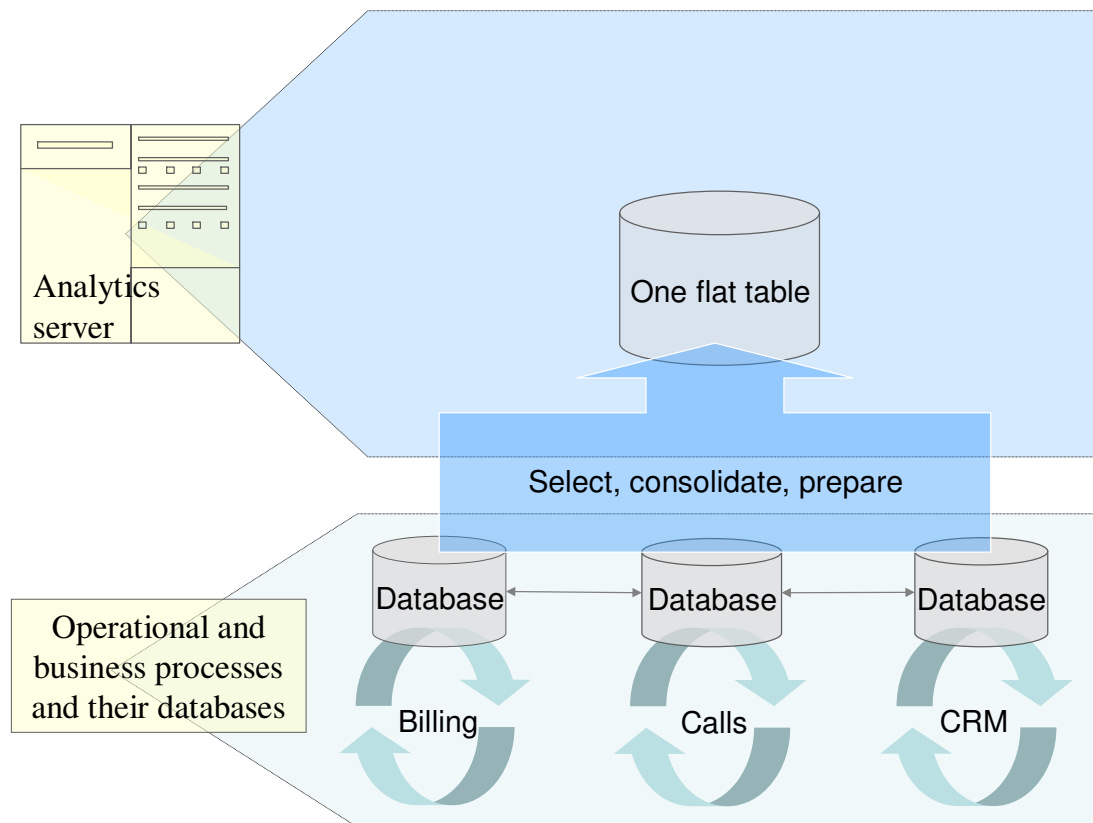 Analytics
server
One flat table
Select, consolidate, prepare
Database
Database
Database
Operational and
business processes
and their databases
Billing
Calls
CRM